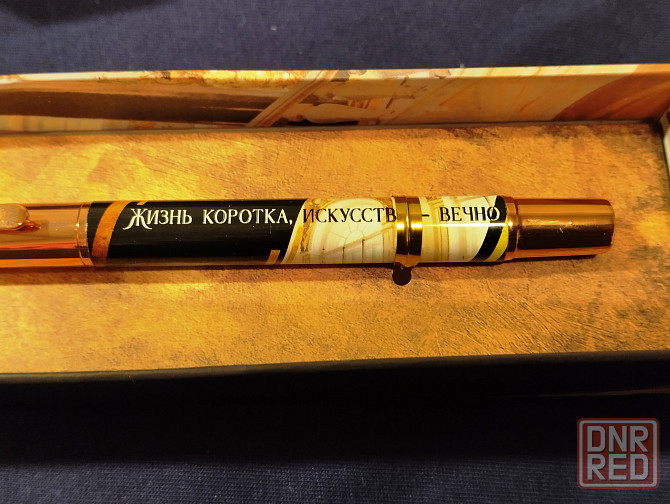 Жизнь коротка, искусств - вечно
DNR
RED